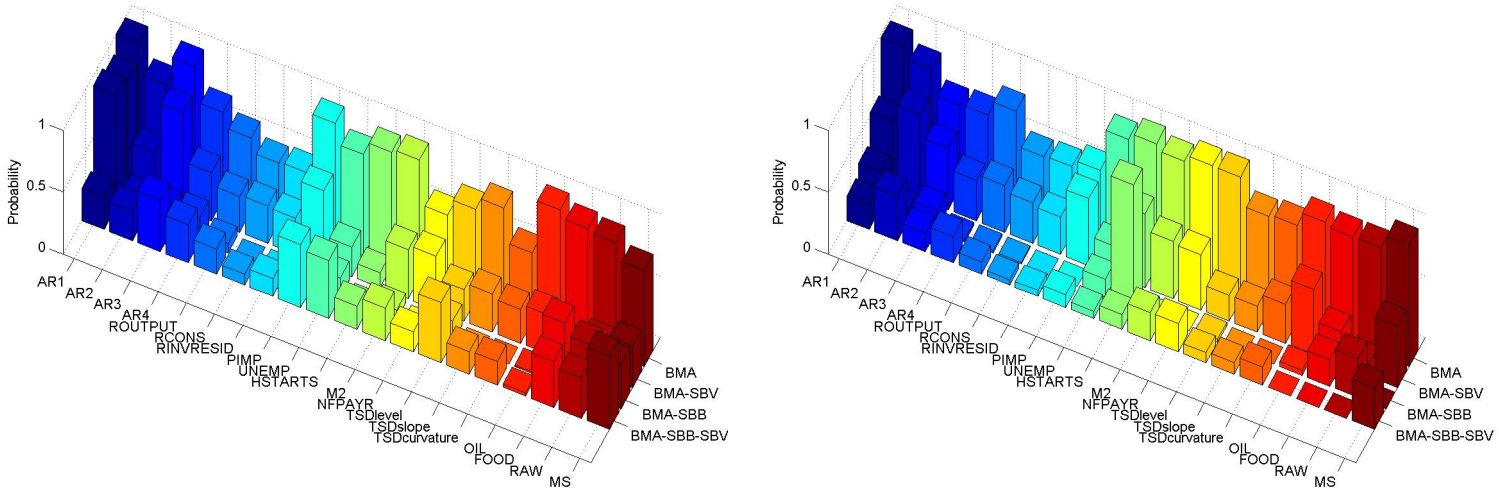 1
0.5
0
Probability
AR1
AR2
AR3
AR4
ROUTPUT
RCONS
RINVRESID
PIMP
UNEMP
HSTARTS
M2
NFPAYR
TSDlevel
TSDslope
TSDcurvature
OIL
FOOD
RAW
MS
BMA
BMA-SBV
BMA-SBB
BMA-SBB-SBV
1
0.5
0
Probability
AR1
AR2
AR3
AR4
ROUTPUT
RCONS
RINVRESID
PIMP
UNEMP
HSTARTS
M2
NFPAYR
TSDlevel
TSDslope
TSDcurvature
OIL
FOOD
RAW
MS
BMA
BMA-SBV
BMA-SBB
BMA-SBB-SBV